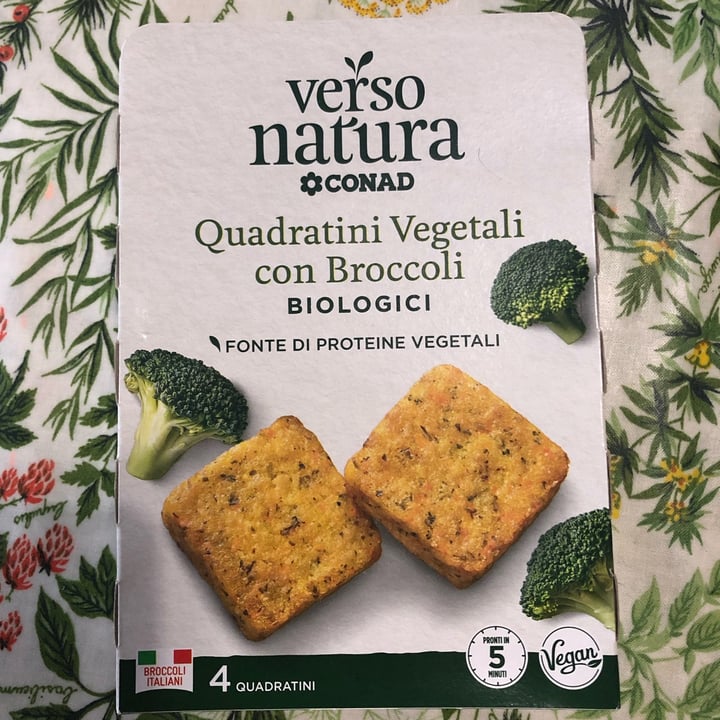 verso
natura
CONAD
Quadratini Vegetali
con Broccoli
BIOLOGICI
FONTE DI PROTEINE VEGETALI
BROCCOLI
ITALIANI
4 QUADRATINI
PRONTI IN
5
MINUTI
Vegan